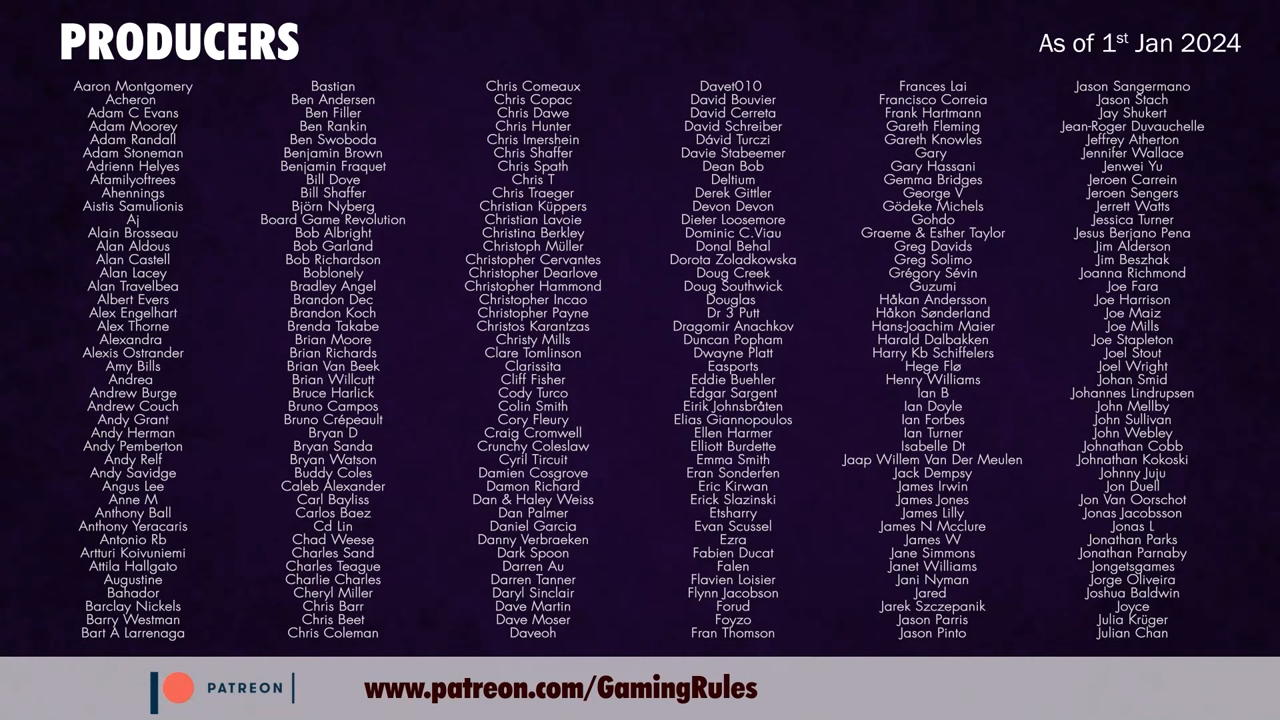 PRODUCERS
As of 1st Jan 2024
Aaron Montgomery
Acheron
Adam C Evans
Adam Moorey
Adam Randall
Adam Stoneman
Adrienn Helyes
Afamilyoftrees
Ahennings
Aistis Samulionis
Aj
Alain Brosseau
Alan Aldous
Alan Castell
Alan Lacey
Alan Travelbea
Albert Evers
Alex Engelhart
Alex Thorne
Alexandra
Alexis Ostrander
Amy Bills
Andrea
Andrew Burge
Andrew Couch
Andy Grant
Andy Herman
Andy Pemberton
Andy Relf
Andy Savidge
Angus Lee
Anne M
Anthony Ball
Anthony Yeracaris
Antonio Rb
Artturi Koivuniemi
Attila Hallgato
Augustine
Bahador
Barclay Nickels
Barry Westman
Bart A Larrenaga
Bastian
Ben Andersen
Ben Filler
Ben Rankin
Ben Swoboda
Benjamin Brown
Benjamin Fraquet
Bill Dove
Bill Shaffer
Björn Nyberg
Board Game Revolution
Bob Albright
Bob Garland
Bob Richardson
Boblonely
Bradley Angel
Brandon Dec
Brandon Koch
Brenda Takabe
Brian Moore
Brian Richards
Brian Van Beek
Brian Willcutt
Bruce Harlick
Bruno Campos
Bruno Crépeault
Bryan D
Bryan Sanda
Bryan Watson
Buddy Coles
Caleb Alexander
Carl Bayliss
Carlos Baez
Cd Lin
Chad Weese
Charles Sand
Charles Teague
Charlie Charles
Cheryl Miller
Chris Barr
Chris Beet
Chris Coleman
Chris Comeaux
Chris Copac
Chris Dawe
Chris Hunter
Chris Imershein
Chris Shaffer
Chris Spath
Chris T
Chris Traeger
Christian Küppers
Christian Lavoie
Christina Berkley
Christoph Müller
Christopher Cervantes
Christopher Dearlove
Christopher Hammond
Christopher Incao
Christopher Payne
Christos Karantzas
Christy Mills
Clare Tomlinson
Clarissita
Cliff Fisher
Cody Turco
Colin Smith
Cory Fleury
Craig Cromwell
Crunchy Coleslaw
Cyril Tircuit
Damien Cosgrove
Damon Richard
Dan & Haley Weiss
Dan Palmer
Daniel Garcia
Danny Verbraeken
Dark Spoon
Darren Au
Darren Tanner
Daryl Sinclair
Dave Martin
Dave Moser
Daveoh
Davet010
David Bouvier
David Cerreta
David Schreiber
Dávid Turczi
Davie Stabeemer
Dean Bob
Deltium
Derek Gittler
Devon Devon
Dieter Loosemore
Dominic C.Viau
Donal Behal
Dorota Zoladkowska
Doug Creek
Doug Southwick
Douglas
Dr 3 Putt
Dragomir Anachkov
Duncan Popham
Dwayne Platt
Easports
Eddie Buehler
Edgar Sargent
Eirik Johnsbråten
Elias Giannopoulos
Ellen Harmer
Elliott Burdette
Emma Smith
Eran Sonderfen
Eric Kirwan
Erick Slazinski
Etsharry
Evan Scussel
Ezra
Fabien Ducat
Falen
Flavien Loisier
Flynn Jacobson
Forud
Foyzo
Fran Thomson
Frances Lai
Francisco Correia
Frank Hartmann
Gareth Fleming
Gareth Knowles
Gary
Gary Hassani
Gemma Bridges
George V
Gödeke Michels
Gohdo
Graeme & Esther Taylor
Greg Davids
Greg Solimo
Grégory Sévin
Guzumi
Håkan Andersson
Håkon Sønderland
Hans-Joachim Maier
Harald Dalbakken
Harry Kb Schiffelers
Hege Flø
Henry Williams
Ian B
Ian Doyle
Ian Forbes
Ian Turner
Isabelle Dt
Jaap Willem Van Der Meulen
Jack Dempsy
James Irwin
James Jones
James Lilly
James N Mcclure
James W
Jane Simmons
Janet Williams
Jani Nyman
Jared
Jarek Szczepanik
Jason Parris
Jason Pinto
Jason Sangermano
Jason Stach
Jay Shukert
Jean-Roger Duvauchelle
Jeffrey Atherton
Jennifer Wallace
Jenwei Yu
Jeroen Carrein
Jeroen Sengers
Jerrett Watts
Jessica Turner
Jesus Berjano Pena
Jim Alderson
Jim Beszhak
Joanna Richmond
Joe Fara
Joe Harrison
Joe Maiz
Joe Mills
Joe Stapleton
Joel Stout
Joel Wright
Johan Smid
Johannes Lindrupsen
John Mellby
John Sullivan
John Webley
Johnathan Cobb
Johnathan Kokoski
Johnny Juju
Jon Duell
Jon Van Oorschot
Jonas Jacobsson
Jonas L
Jonathan Parks
Jonathan Parnaby
Jongetsgames
Jorge Oliveira
Joshua Baldwin
Joyce
Julia Krüger
Julian Chan
PATREON
www.patreon.com/GamingRules